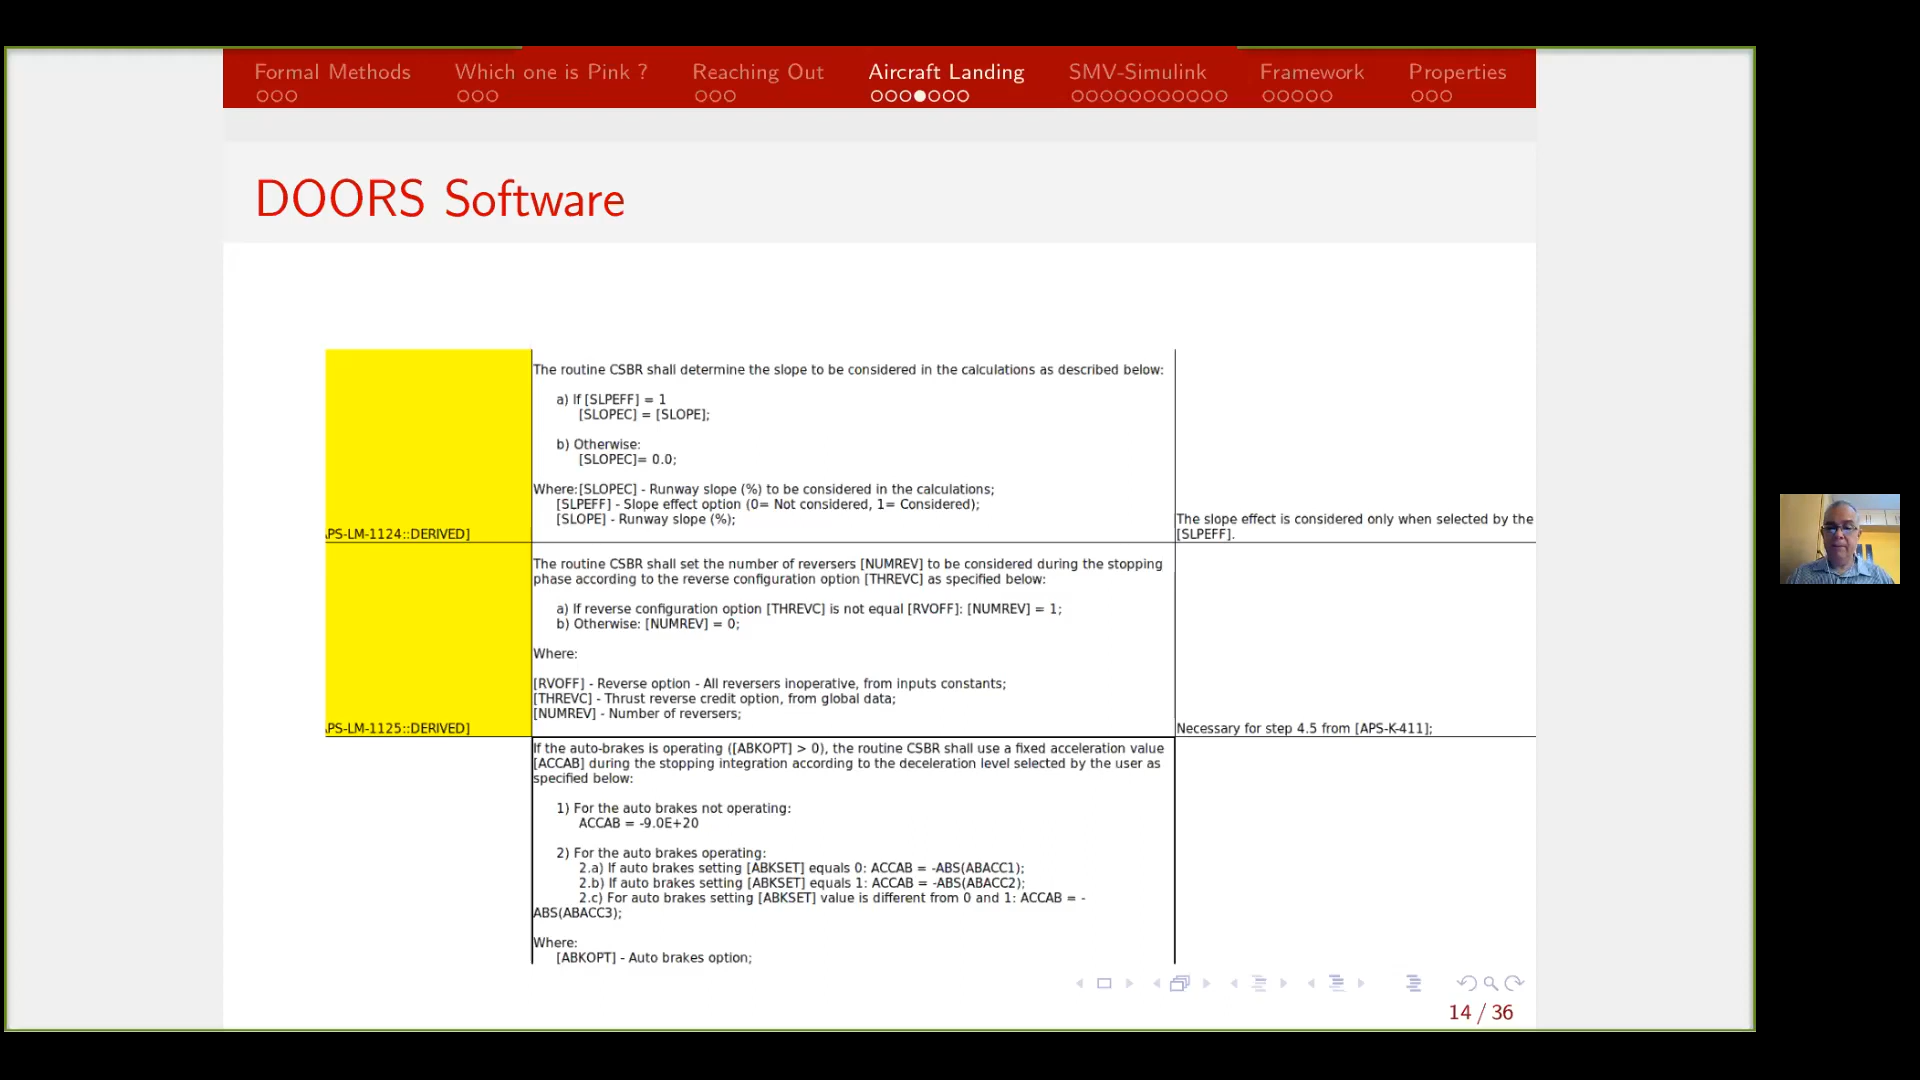 Formal Methods
Which one is Pink ?
Reaching Out
Aircraft Landing
SMV-Simulink
Framework
Properties
DOORS Software
The routine CSBR shall determine the slope to be considered in the calculations as described below:
a) If [SLPEFF] = 1
[SLOPEC] = [SLOPE];
b) Otherwise:
[SLOPEC]= 0.0;
Where:[SLOPEC] - Runway slope (%) to be considered in the calculations;
[SLPEFF] - Slope effect option (0= Not considered, 1= Considered);
[SLOPE] - Runway slope (%);
PS-LM-1124::DERIVED]
The slope effect is considered only when selected by the
[SLPEFF].
The routine CSBR shall set the number of reversers [NUMREV] to be considered during the stopping
phase according to the reverse configuration option [THREVC] as specified below:
a) If reverse configuration option [THREVC] is not equal [RVOFF]: [NUMREV] = 1;
b) Otherwise: [NUMREV] = 0;
Where:
[RVOFF] - Reverse option - All reversers inoperative, from inputs constants;
[THREVC] - Thrust reverse credit option, from global data;
[NUMREV] - Number of reversers;
PS-LM-1125::DERIVED]
Necessary for step 4.5 from [APS-K-411];
If the auto-brakes is operating ([ABKOPT] > 0), the routine CSBR shall use a fixed acceleration value
[ACCAB] during the stopping integration according to the deceleration level selected by the user as
specified below:
1) For the auto brakes not operating:
ACCAB = -9.0E+20
2) For the auto brakes operating:
2.a) If auto brakes setting [ABKSET] equals 0: ACCAB = -ABS(ABACC1);
2.b) If auto brakes setting [ABKSET] equals 1: ACCAB = -ABS(ABACC2);
2.c) For auto brakes setting [ABKSET] value is different from 0 and 1: ACCAB = -
ABS(ABACC3);
Where:
[ABKOPT] - Auto brakes option;
14 / 36